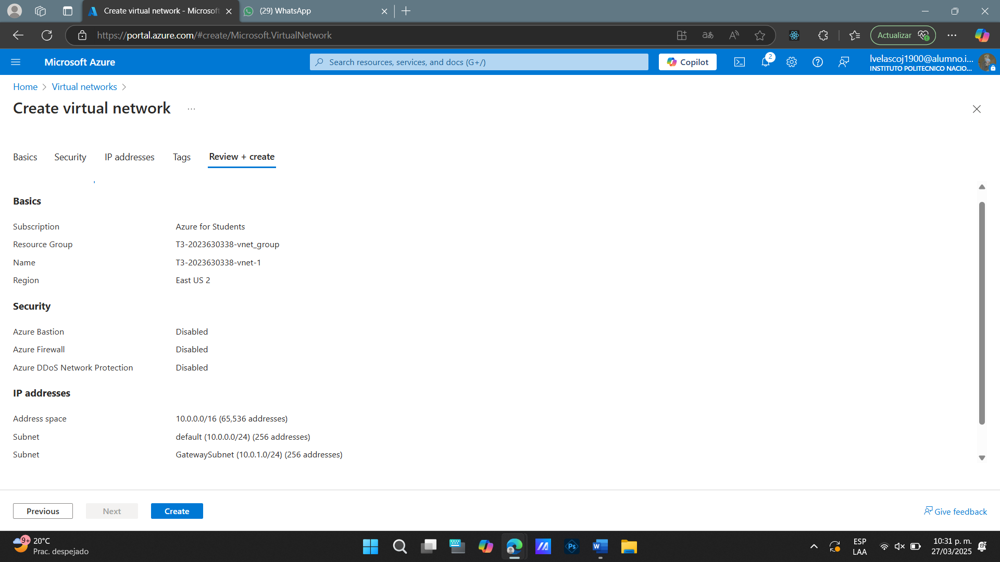 Create virtual network - Microsoft
(29) WhatsApp
https://portal.azure.com/#create/Microsoft.VirtualNetwork
Actualizar
Microsoft Azure
Search resources, services, and docs (G+/)
Copilot
2
lvelascoj1900@alumno.i...
INSTITUTO POLITECNICO NACIO...
Home > Virtual networks >
Create virtual network ...
Basics
Security
IP addresses
Tags
Review + create
Basics
Subscription Azure for Students
Resource Group T3-2023630338-vnet_group
Name T3-2023630338-vnet-1
Region East US 2
Security
Azure Bastion Disabled
Azure Firewall Disabled
Azure DDoS Network Protection Disabled
IP addresses
Address space 10.0.0.0/16 (65,536 addresses)
Subnet default (10.0.0.0/24) (256 addresses)
Subnet GatewaySubnet (10.0.1.0/24) (256 addresses)
Previous
Next
Create
Give feedback
9+
20°C
Prac. despejado
Ps
W
ESP
LAA
10:31 p. m.
27/03/2025